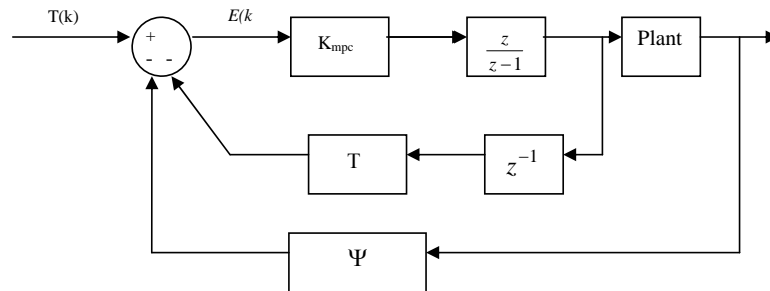 T(k)
E(k
+
- -
K_mpc
z
z−1
Plant
T
z⁻¹
Ψ